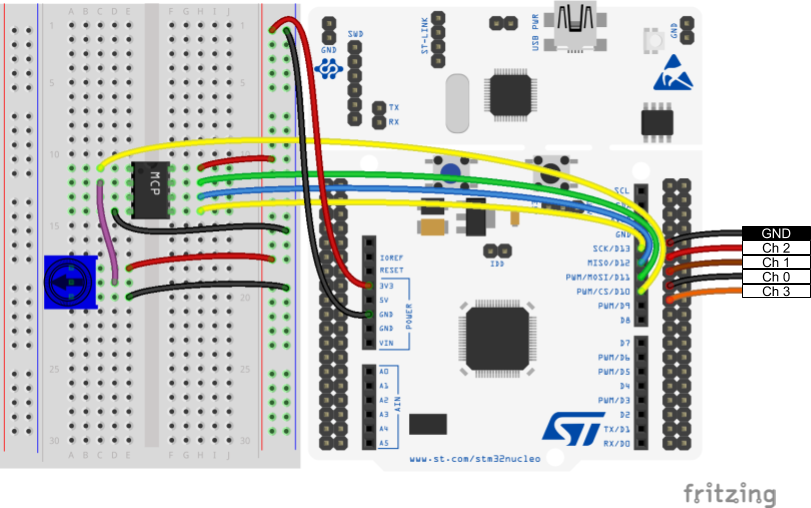 A B C D E F G H I J
1
5
10
15
20
25
30
A B C D E F G H I J
MCP
GND
SWD
TX
RX
ST-LINK
USB PWR
GND
IOREF
RESET
3V3
5V
GND
GND
VIN
POWER
A0
A1
A2
A3
A4
A5
AIN
IDD
SCL
GND
SCK/D13
MISO/D12
PWM/MOSI/D11
PWM/CS/D10
PWM/D9
D8
D7
PWM/D6
PWM/D5
D4
PWM/D3
D2
TX/D1
RX/D0
GND
Ch 2
Ch 1
Ch 0
Ch 3
ST
www.st.com/stm32nucleo
fritzing